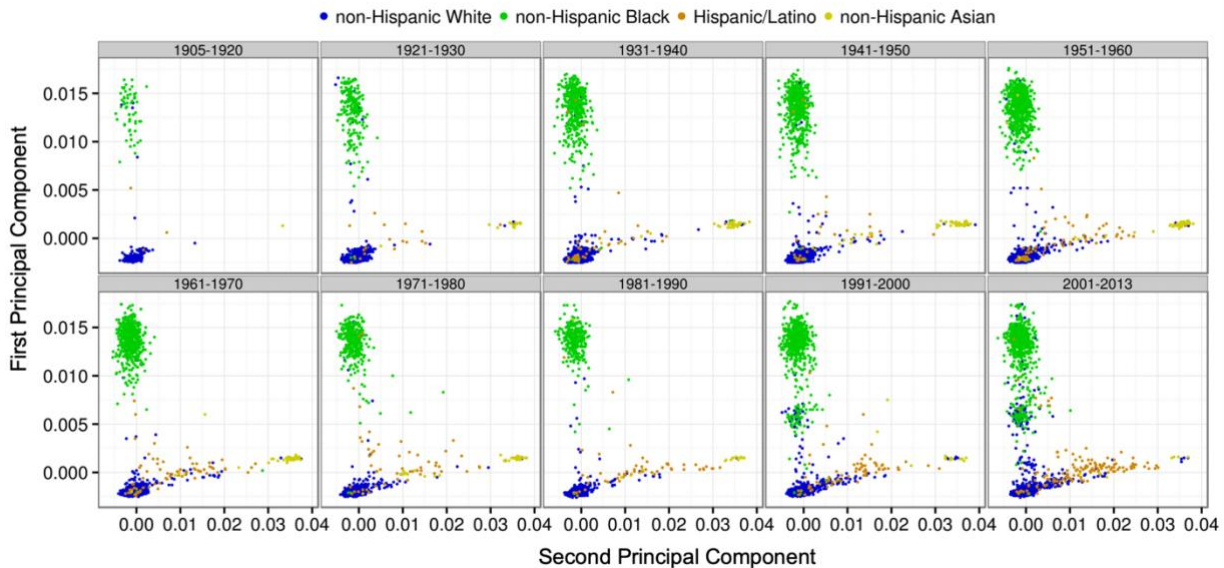 non-Hispanic White non-Hispanic Black Hispanic/Latino non-Hispanic Asian
1905-1920 1921-1930 1931-1940 1941-1950 1951-1960
0.015
0.010
0.005
0.000
First Principal Component
1961-1970 1971-1980 1981-1990 1991-2000 2001-2013
0.015
0.010
0.005
0.000
0.00 0.01 0.02 0.03 0.04 0.00 0.01 0.02 0.03 0.04 0.00 0.01 0.02 0.03 0.04 0.00 0.01 0.02 0.03 0.04 0.00 0.01 0.02 0.03 0.04
Second Principal Component